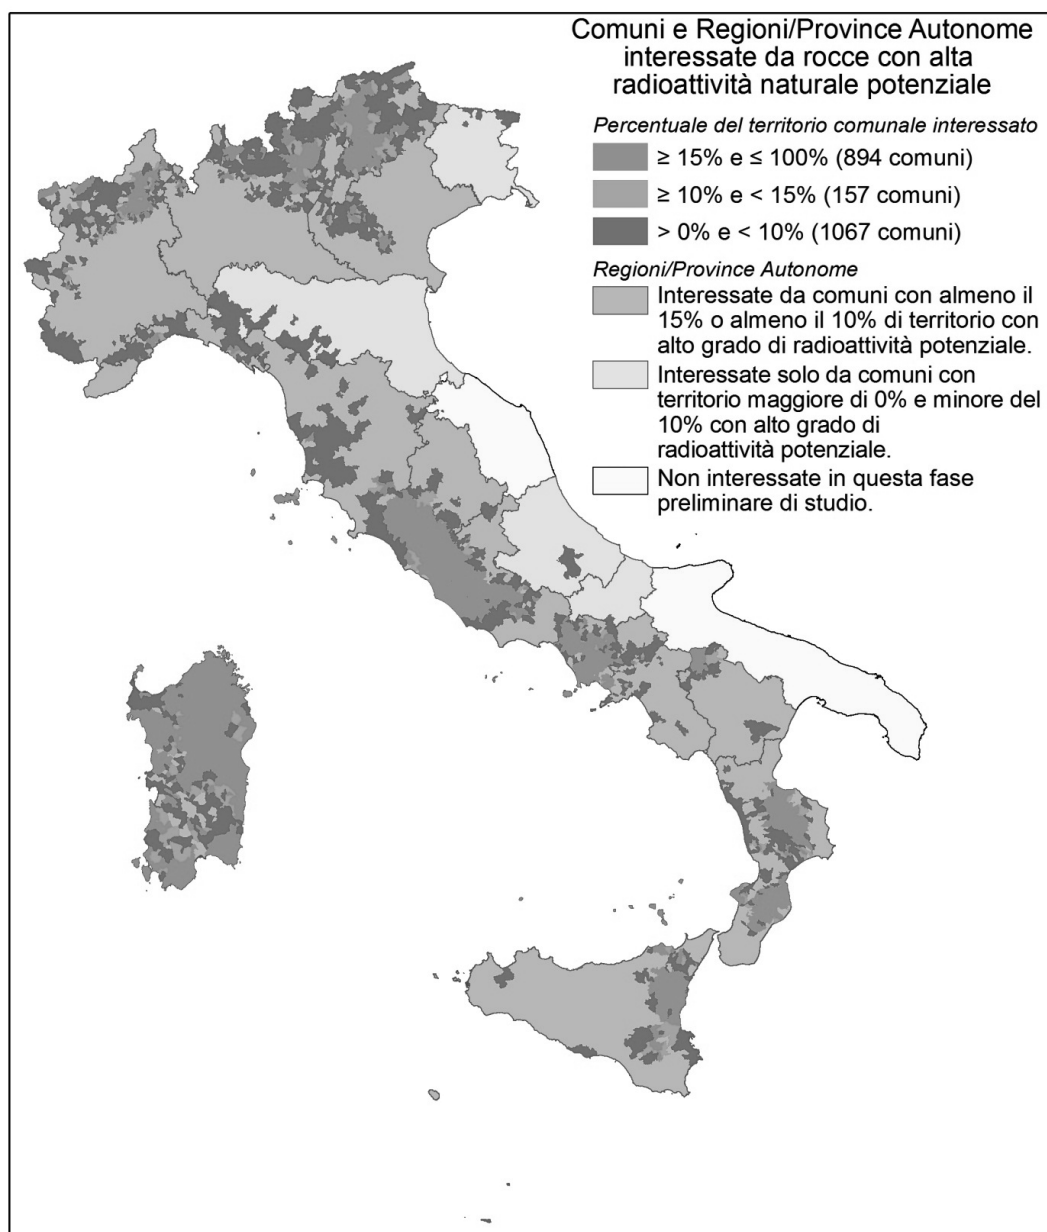 Comuni e Regioni/Province Autonome
interessate da rocce con alta
radioattività naturale potenziale
Percentuale del territorio comunale interessato
≥ 15% e ≤ 100% (894 comuni)
≥ 10% e < 15% (157 comuni)
> 0% e < 10% (1067 comuni)
Regioni/Province Autonome
Interessate da comuni con almeno il
15% o almeno il 10% di territorio con
alto grado di radioattività potenziale.
Interessate solo da comuni con
territorio maggiore di 0% e minore del
10% con alto grado di
radioattività potenziale.
Non interessate in questa fase
preliminare di studio.